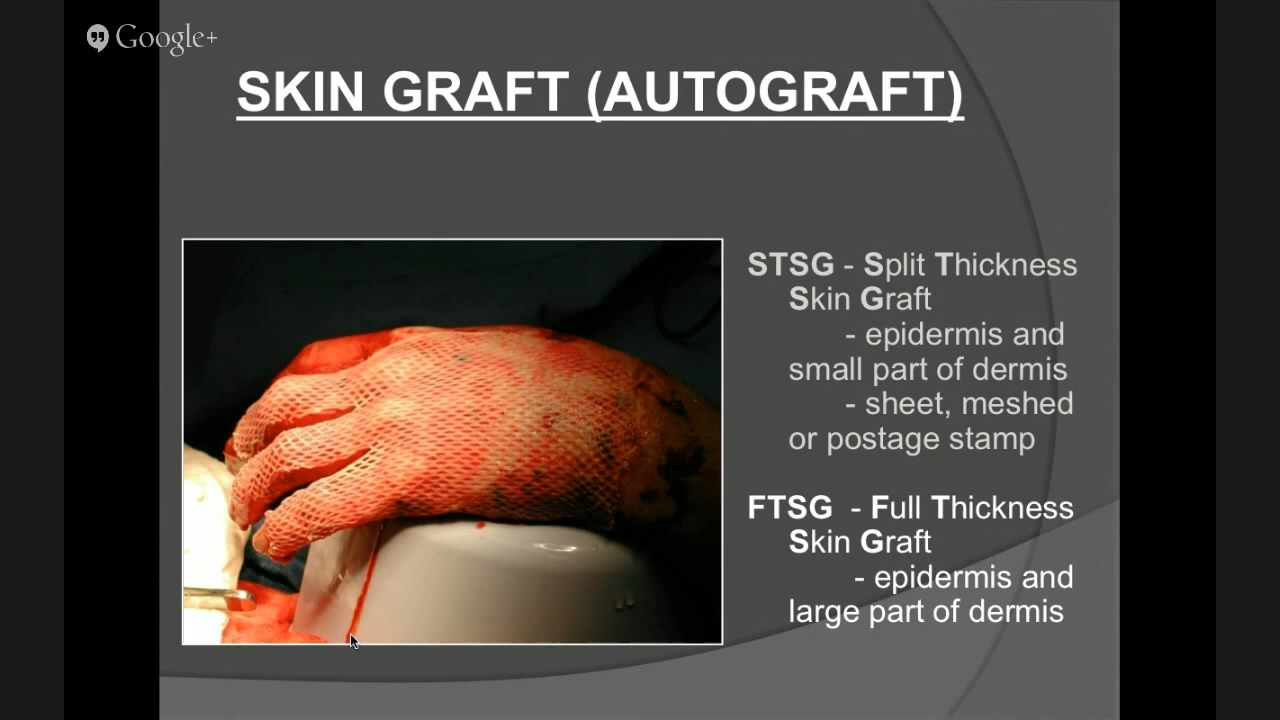 Google+
SKIN GRAFT (AUTOGRAFT)
STSG - Split Thickness
Skin Graft
- epidermis and
small part of dermis
- sheet, meshed
or postage stamp
FTSG - Full Thickness
Skin Graft
- epidermis and
large part of dermis